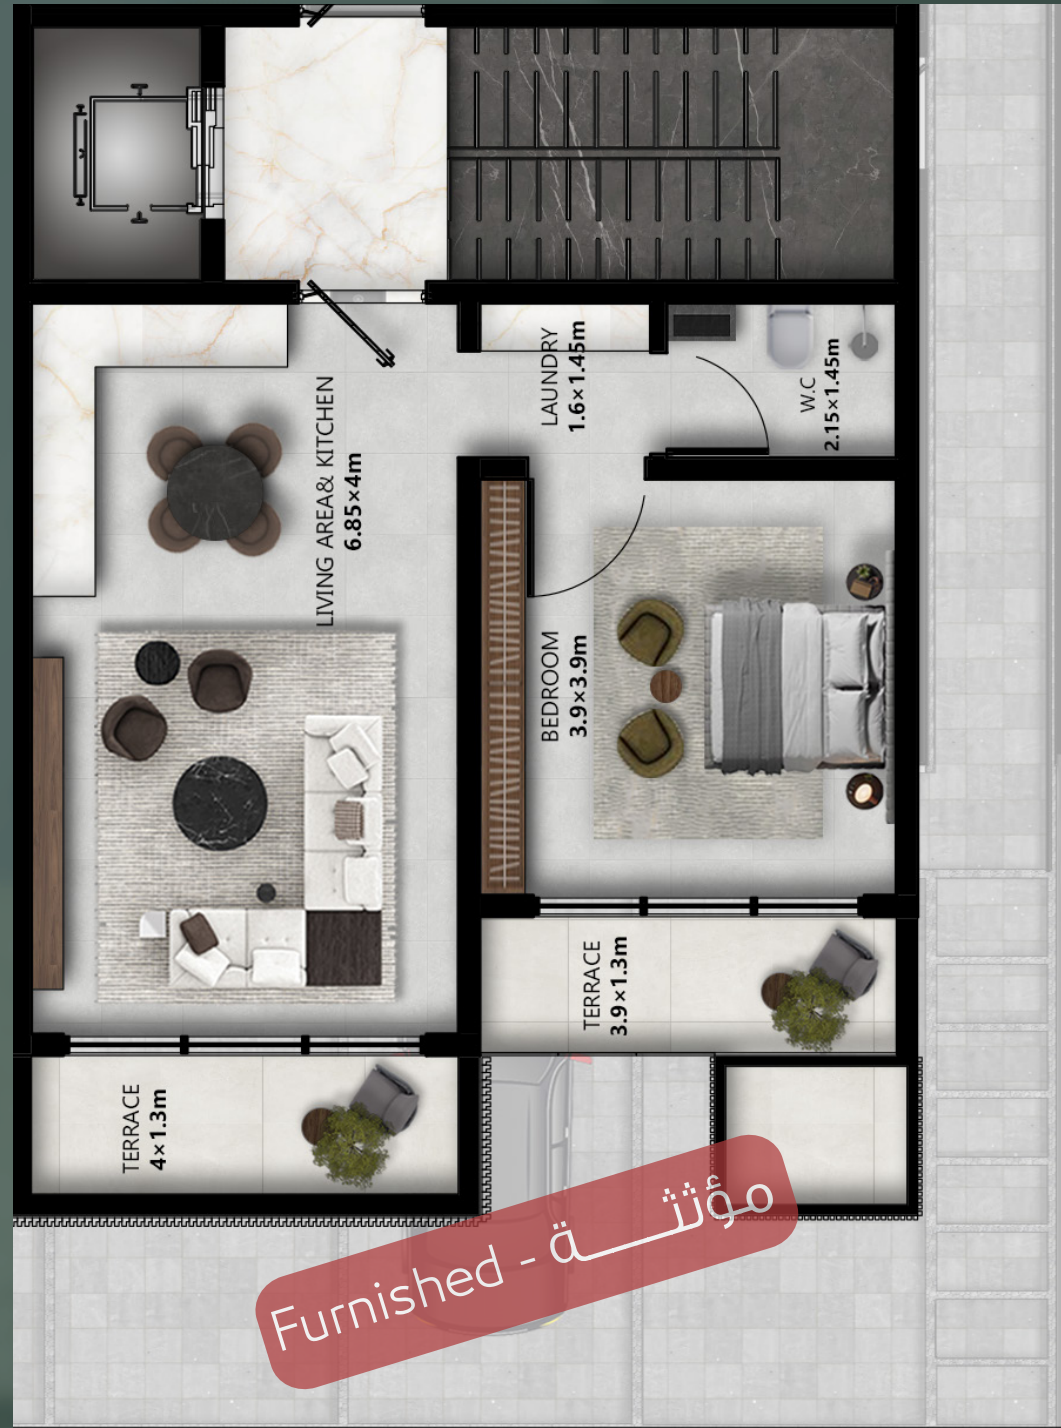 LAUNDRY
1.6×1.45m
W.C
2.15×1.45m
LIVING AREA& KITCHEN
6.85×4m
BEDROOM
3.9×3.9m
TERRACE
3.9×1.3m
TERRACE
4×1.3m
Furnished - مؤثثـــــة